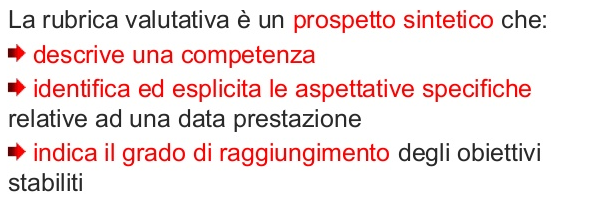 La rubrica valutativa è un prospetto sintetico che:
descrive una competenza
identifica ed esplicita le aspettative specifiche
relative ad una data prestazione
indica il grado di raggiungimento degli obiettivi
stabiliti